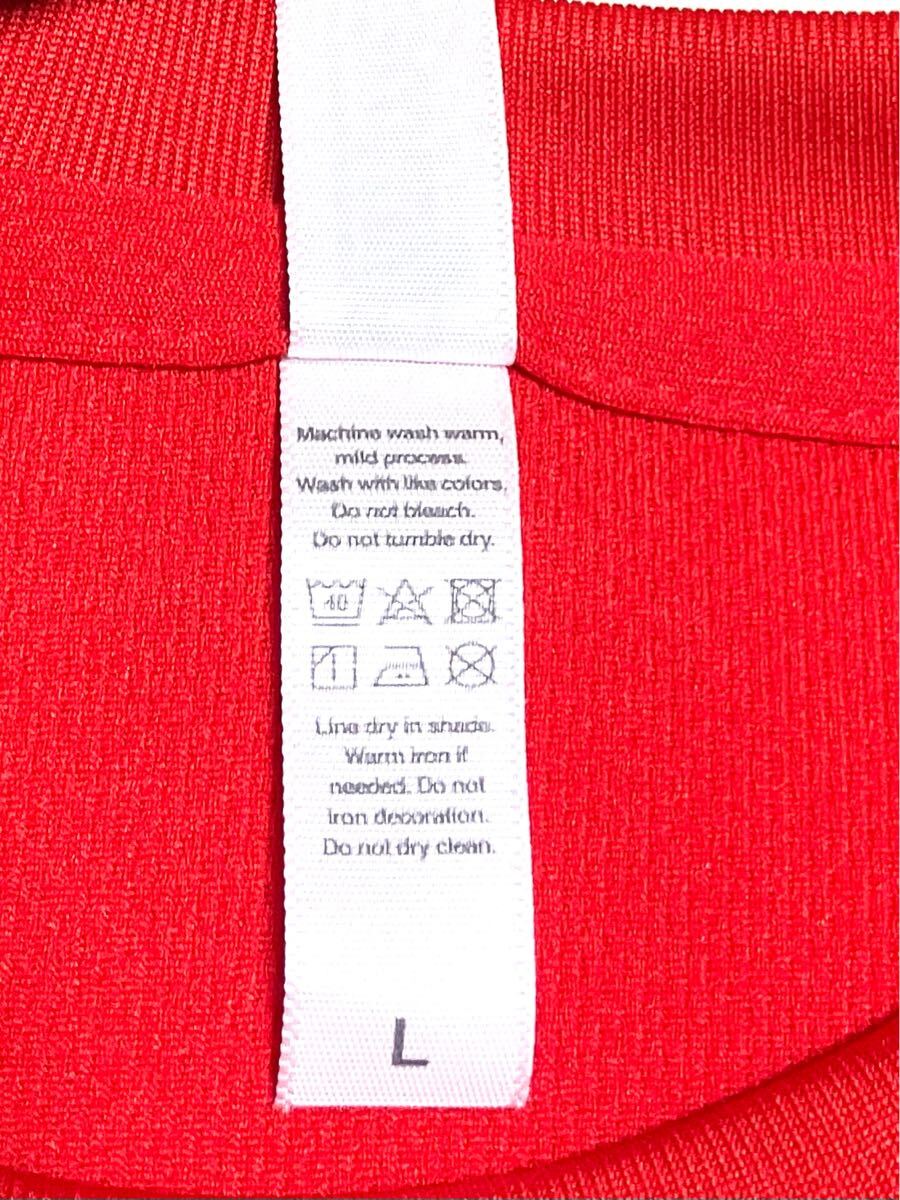 Machine wash warm,
mild process.
Wash with like colors,
Do not bleach.
Do not tumble dry.
40
Line dry in shade.
Warm iron if
needed. Do not
iron decoration.
Do not dry clean.
L